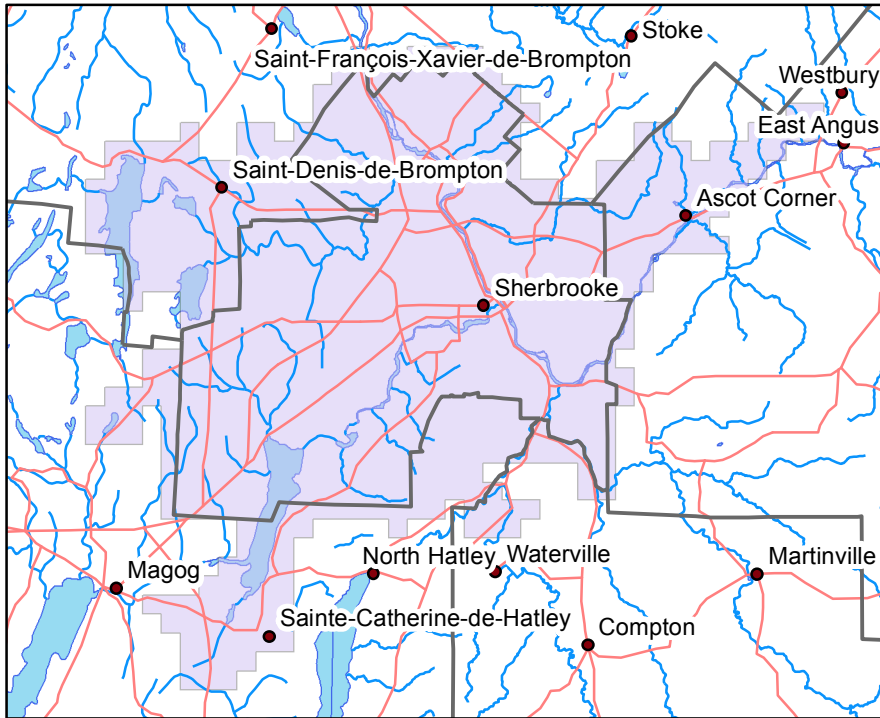 Stoke
Saint-François-Xavier-de-Brompton
Westbury
East Angus
Saint-Denis-de-Brompton
Ascot Corner
Sherbrooke
North Hatley
Waterville
Martinville
Magog
Sainte-Catherine-de-Hatley
Compton